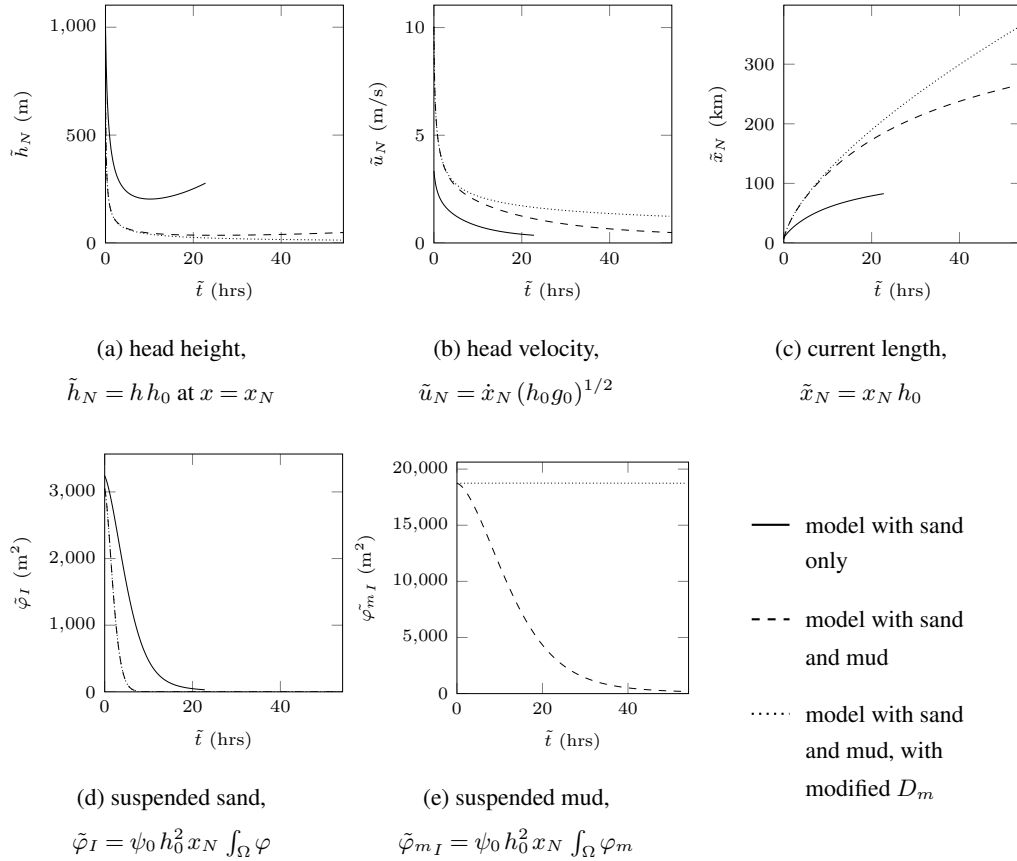 1,000
500
0
0
20
40
h̃_N (m)
t̃ (hrs)
(a) head height,
h̃_N = h h_0 at x = x_N
10
5
0
0
20
40
ũ_N (m/s)
t̃ (hrs)
(b) head velocity,
ũ_N = ẋ_N (h_0 g_0)^{1/2}
300
200
100
0
0
20
40
x̃_N (km)
t̃ (hrs)
(c) current length,
x̃_N = x_N h_0
3,000
2,000
1,000
0
0
20
40
φ̃_I (m²)
t̃ (hrs)
(d) suspended sand,
φ̃_I = ψ_0 h_0^2 x_N ∫_Ω φ
20,000
15,000
10,000
5,000
0
0
20
40
φ̃_{m I} (m²)
t̃ (hrs)
(e) suspended mud,
φ̃_{m I} = ψ_0 h_0^2 x_N ∫_Ω φ_m
model with sand
only
model with sand
and mud
model with sand
and mud, with
modified D_m